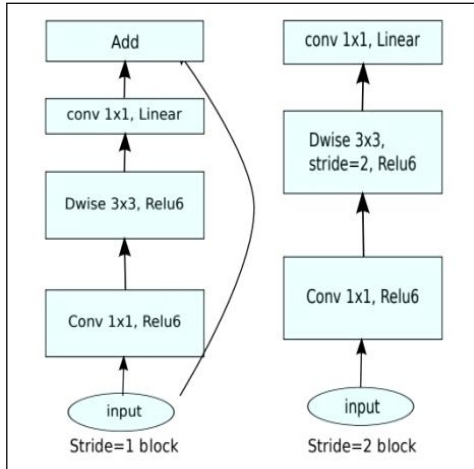 Add
conv 1x1, Linear
Dwise 3x3, Relu6
Conv 1x1, Relu6
input
Stride=1 block
conv 1x1, Linear
Dwise 3x3,
stride=2, Relu6
Conv 1x1, Relu6
input
Stride=2 block